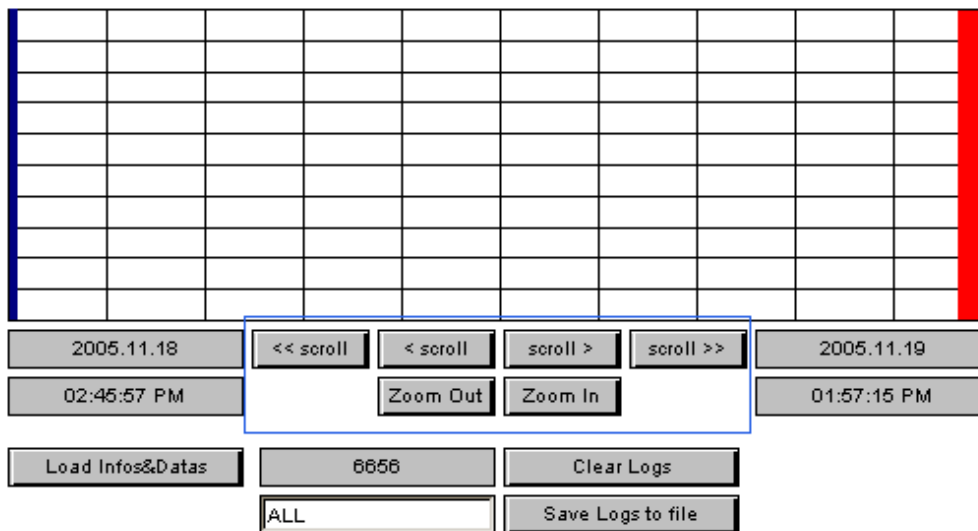 2005.11.18 << scroll < scroll scroll > scroll >> 2005.11.19
02:45:57 PM Zoom Out Zoom In 01:57:15 PM
Load Infos&Datas 6656 Clear Logs
ALL Save Logs to file